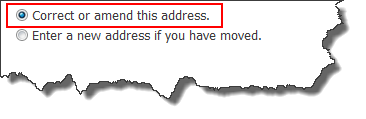 Correct or amend this address.
Enter a new address if you have moved.